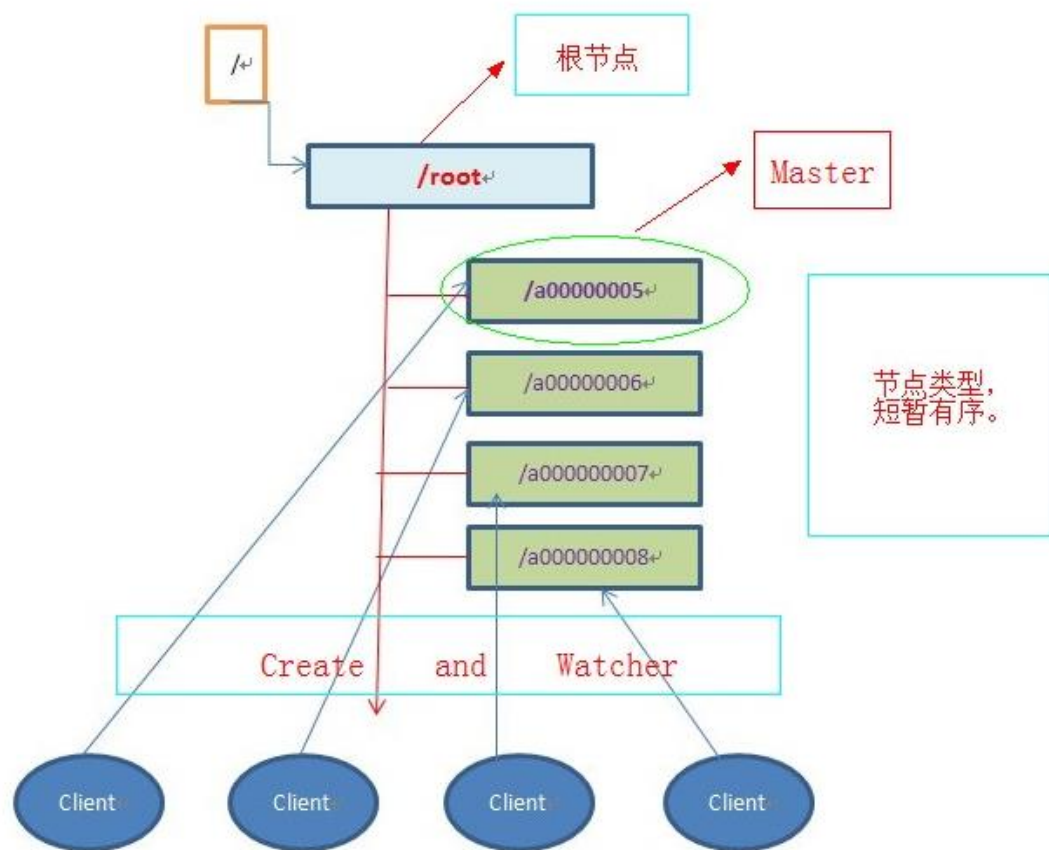 /
根节点
/root
Master
/a00000005
/a00000006
节点类型,
短暂有序。
/a000000007
/a000000008
Create and Watcher
Client
Client
Client
Client